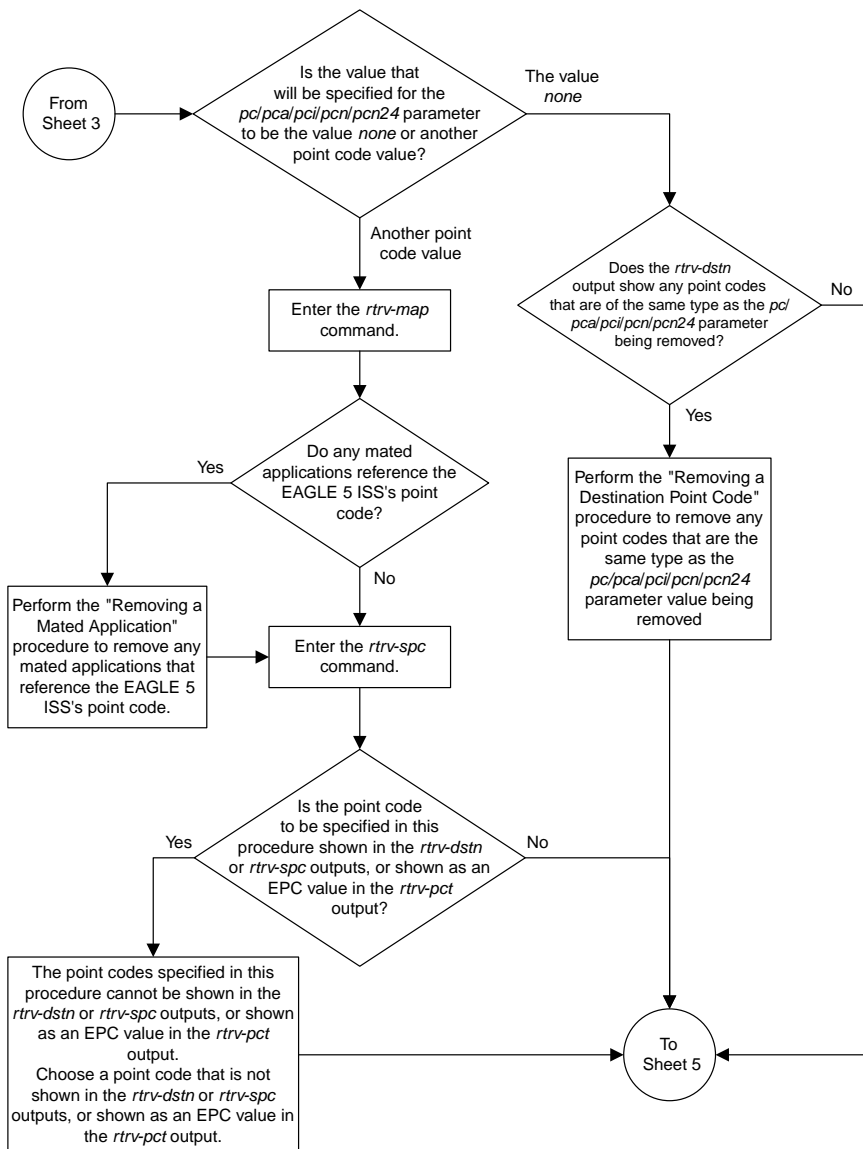 From
Sheet 3
Is the value that
will be specified for the
pc/pca/pci/pcn/pcn24 parameter
to be the value none or another
point code value?
The value
none
Another point
code value
Enter the rtrv-map
command.
Does the rtrv-dstn
output show any point codes
that are of the same type as the pc/
pca/pci/pcn/pcn24 parameter
being removed?
No
Yes
Do any mated
applications reference the
EAGLE 5 ISS's point
code?
Yes
No
Perform the "Removing a
Destination Point Code"
procedure to remove any
point codes that are the
same type as the
pc/pca/pci/pcn/pcn24
parameter value being
removed
Perform the "Removing a
Mated Application"
procedure to remove any
mated applications that
reference the EAGLE 5
ISS's point code.
Enter the rtrv-spc
command.
Is the point code
to be specified in this
procedure shown in the rtrv-dstn
or rtrv-spc outputs, or shown as an
EPC value in the rtrv-pct
output?
Yes
No
The point codes specified in this
procedure cannot be shown in the
rtrv-dstn or rtrv-spc outputs, or shown
as an EPC value in the rtrv-pct
output.
Choose a point code that is not
shown in the rtrv-dstn or rtrv-spc
outputs, or shown as an EPC value in
the rtrv-pct output.
To
Sheet 5